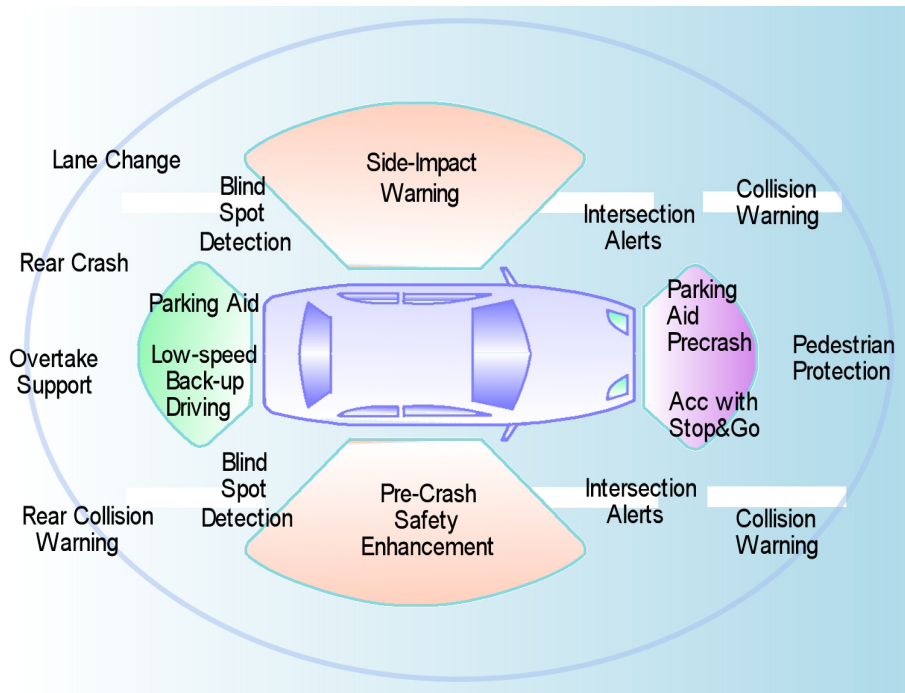 Lane Change
Rear Crash
Overtake
Support
Rear Collision
Warning
Blind
Spot
Detection
Parking Aid
Low-speed
Back-up
Driving
Blind
Spot
Detection
Side-Impact
Warning
Pre-Crash
Safety
Enhancement
Intersection
Alerts
Collision
Warning
Parking
Aid
Precrash
Acc with
Stop&Go
Pedestrian
Protection
Intersection
Alerts
Collision
Warning